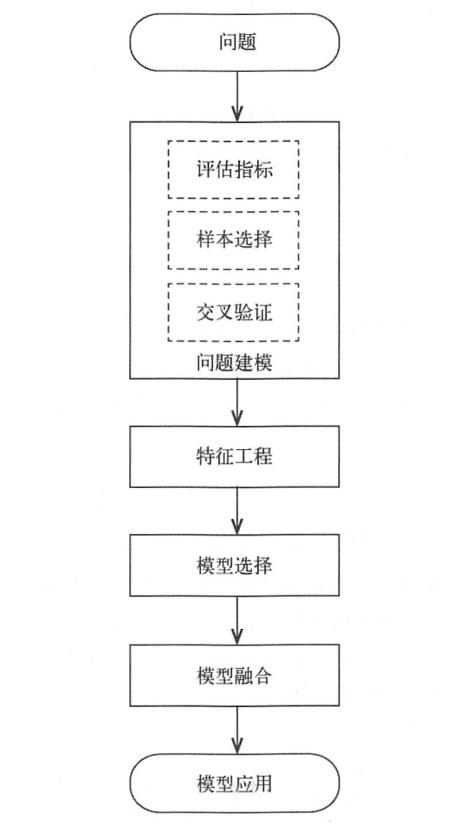 问题
评估指标
样本选择
交叉验证
问题建模
特征工程
模型选择
模型融合
模型应用